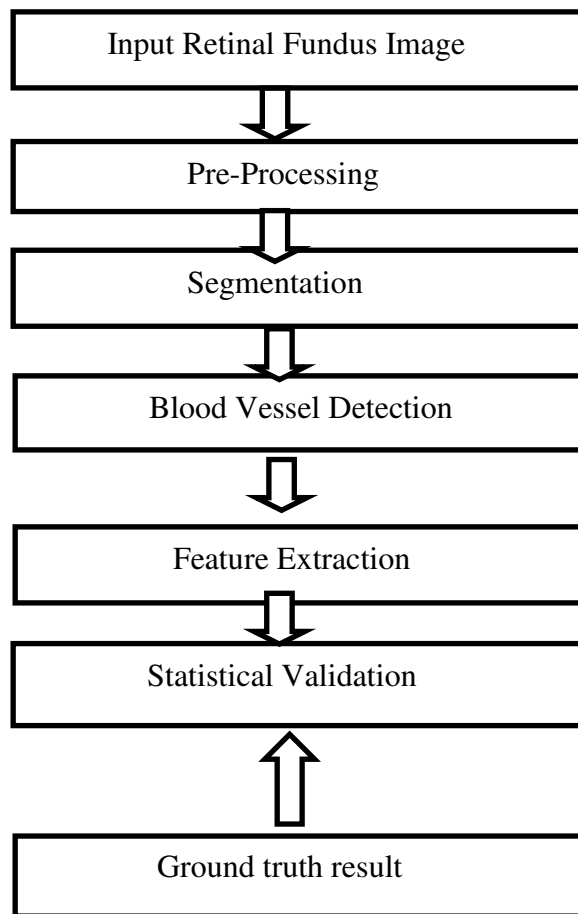 Input Retinal Fundus Image
Pre-Processing
Segmentation
Blood Vessel Detection
Feature Extraction
Statistical Validation
Ground truth result